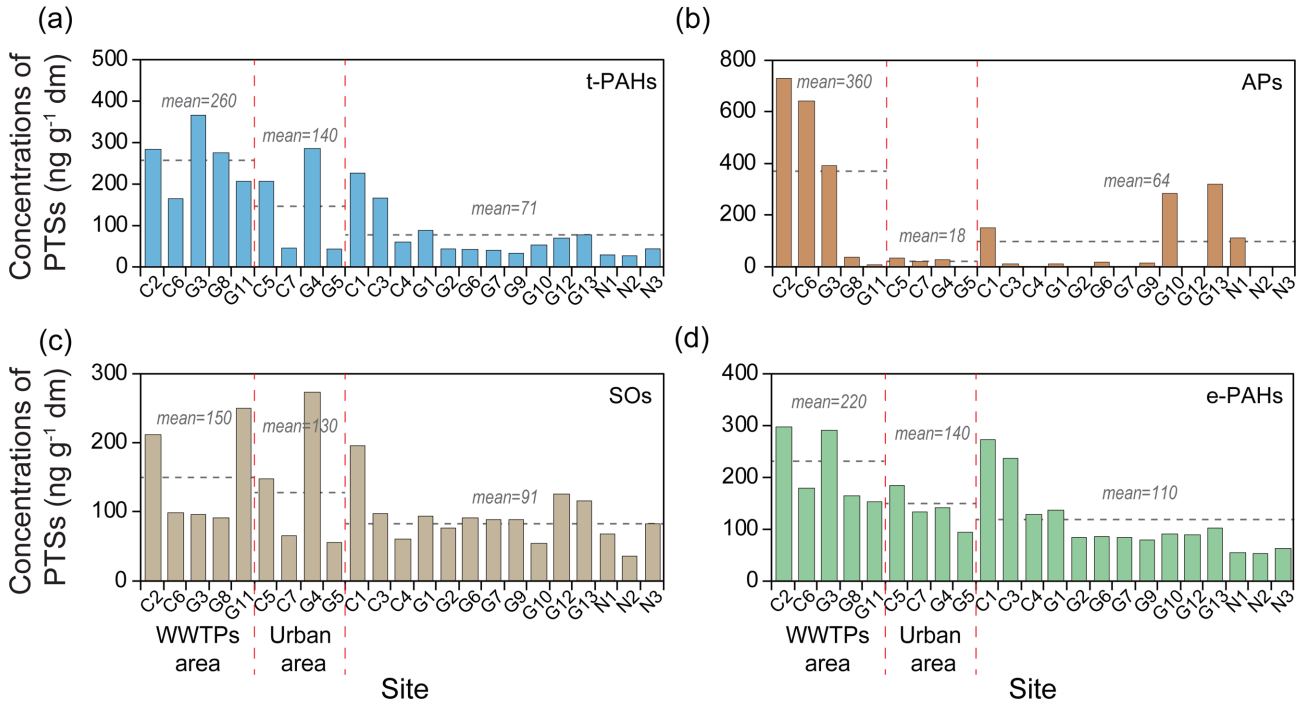 (a)
Concentrations of
PTSs (ng g⁻¹ dm)
500
400
300
200
100
0
mean=260
mean=140
mean=71
t-PAHs
C2 C6 G3 G8 G11 C5 C7 G4 G5 C1 C3 C4 G1 G2 G6 G7 G9 G10 G12 G13 N1 N2 N3
(b)
800
600
400
200
0
mean=360
mean=18
mean=64
APs
C2 C6 G3 G8 G11 C5 C7 G4 G5 C1 C3 C4 G1 G2 G6 G7 G9 G10 G12 G13 N1 N2 N3
(c)
Concentrations of
PTSs (ng g⁻¹ dm)
300
200
100
0
mean=150
mean=130
mean=91
SOs
C2 C6 G3 G8 G11 C5 C7 G4 G5 C1 C3 C4 G1 G2 G6 G7 G9 G10 G12 G13 N1 N2 N3
WWTPs
area
Urban
area
Site
(d)
400
300
200
100
0
mean=220
mean=140
mean=110
e-PAHs
C2 C6 G3 G8 G11 C5 C7 G4 G5 C1 C3 C4 G1 G2 G6 G7 G9 G10 G12 G13 N1 N2 N3
WWTPs
area
Urban
area
Site